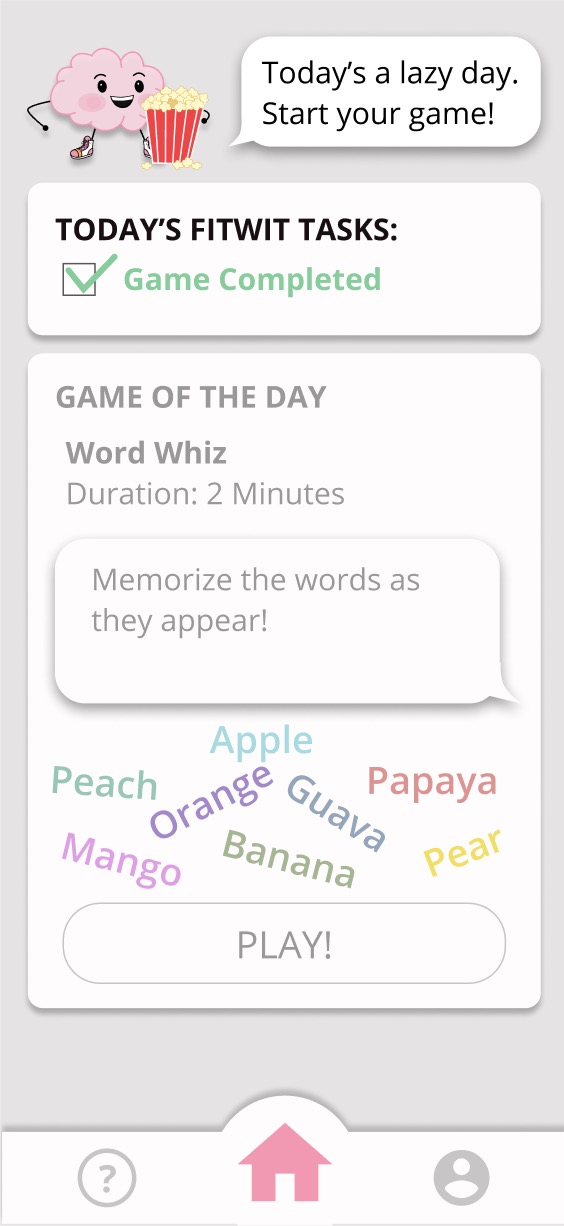 Today's a lazy day.
Start your game!
TODAY'S FITWIT TASKS:
Game Completed
GAME OF THE DAY
Word Whiz
Duration: 2 Minutes
Memorize the words as
they appear!
Apple
Peach
Orange
Guava
Papaya
Mango
Banana
Pear
PLAY!
?